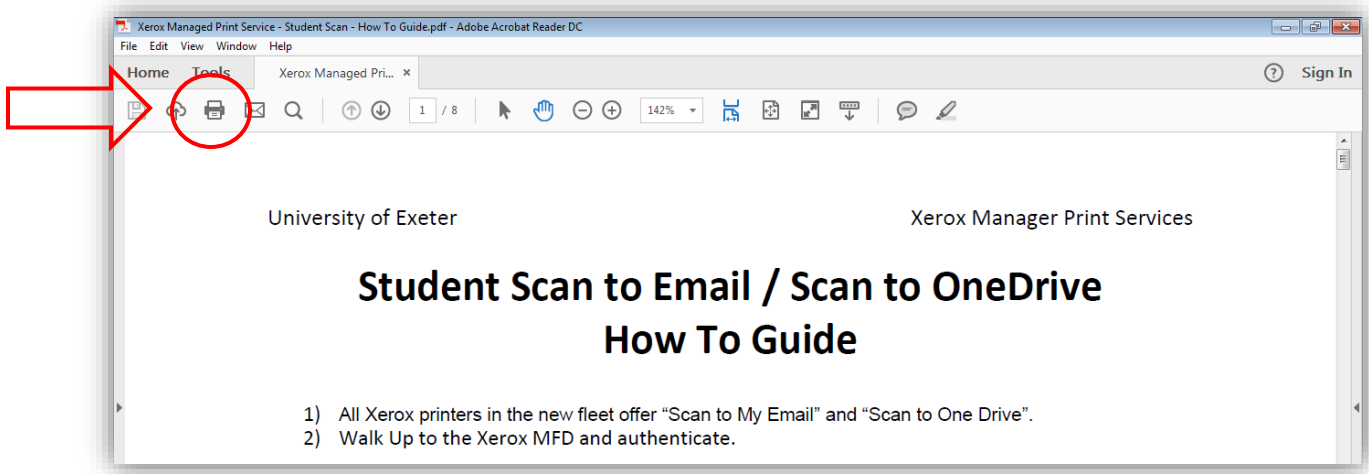 Xerox Managed Print Service - Student Scan - How To Guide.pdf - Adobe Acrobat Reader DC
File Edit View Window Help
Home Tools Xerox Managed Pri... × ? Sign In
1 / 8 142%
University of Exeter Xerox Manager Print Services
Student Scan to Email / Scan to OneDrive
How To Guide
1) All Xerox printers in the new fleet offer “Scan to My Email” and “Scan to One Drive”.
2) Walk Up to the Xerox MFD and authenticate.